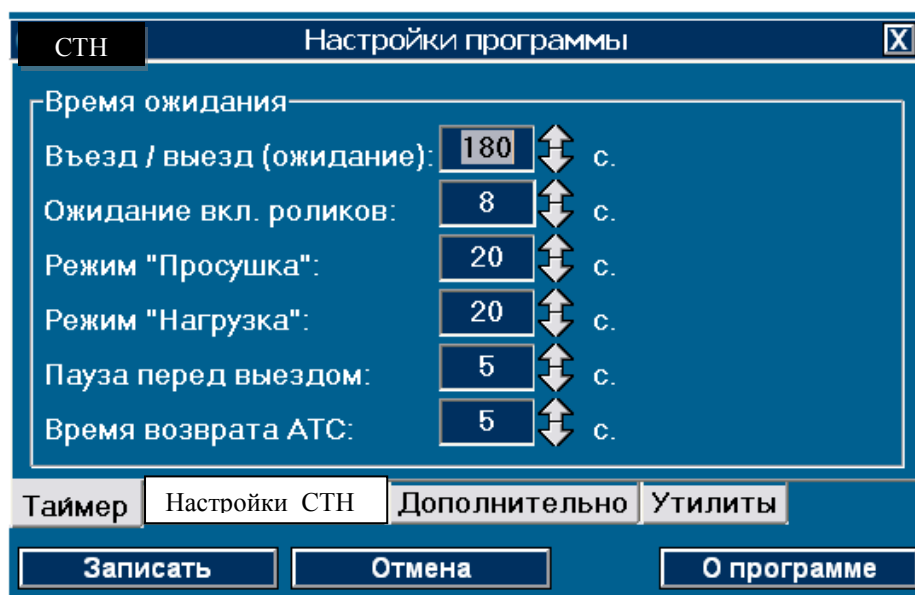 СТН Настройки программы X
Время ожидания
Въезд / выезд (ожидание): 180 с.
Ожидание вкл. роликов: 8 с.
Режим "Просушка": 20 с.
Режим "Нагрузка": 20 с.
Пауза перед выездом: 5 с.
Время возврата АТС: 5 с.
Таймер Настройки СТН Дополнительно Утилиты
Записать Отмена О программе